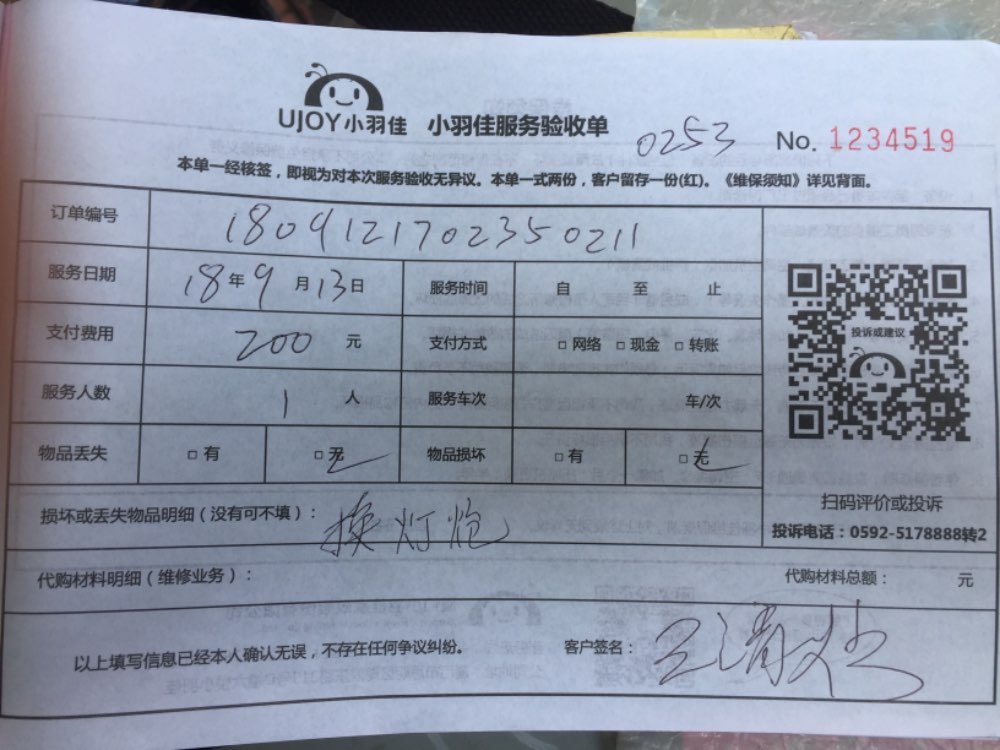 UJOY小羽佳 小羽佳服务验收单 0253 No. 1234519
本单一经核签，即视为对本次服务验收无异议。本单一式两份，客户留存一份(红)。《维保须知》详见背面。
订单编号 1809121702350211
服务日期 18年9月13日 服务时间 自 至 止
支付费用 200 元 支付方式 □网络 □现金 □转账
投诉或建议
服务人数 1 人 服务车次 车/次
物品丢失 □有 □无 物品损坏 □有 □无
扫码评价或投诉
损坏或丢失物品明细（没有可不填）： 换灯炮
投诉电话：0592-5178888转2
代购材料明细（维修业务）： 代购材料总额： 元
以上填写信息已经本人确认无误，不存在任何争议纠纷。 客户签名：